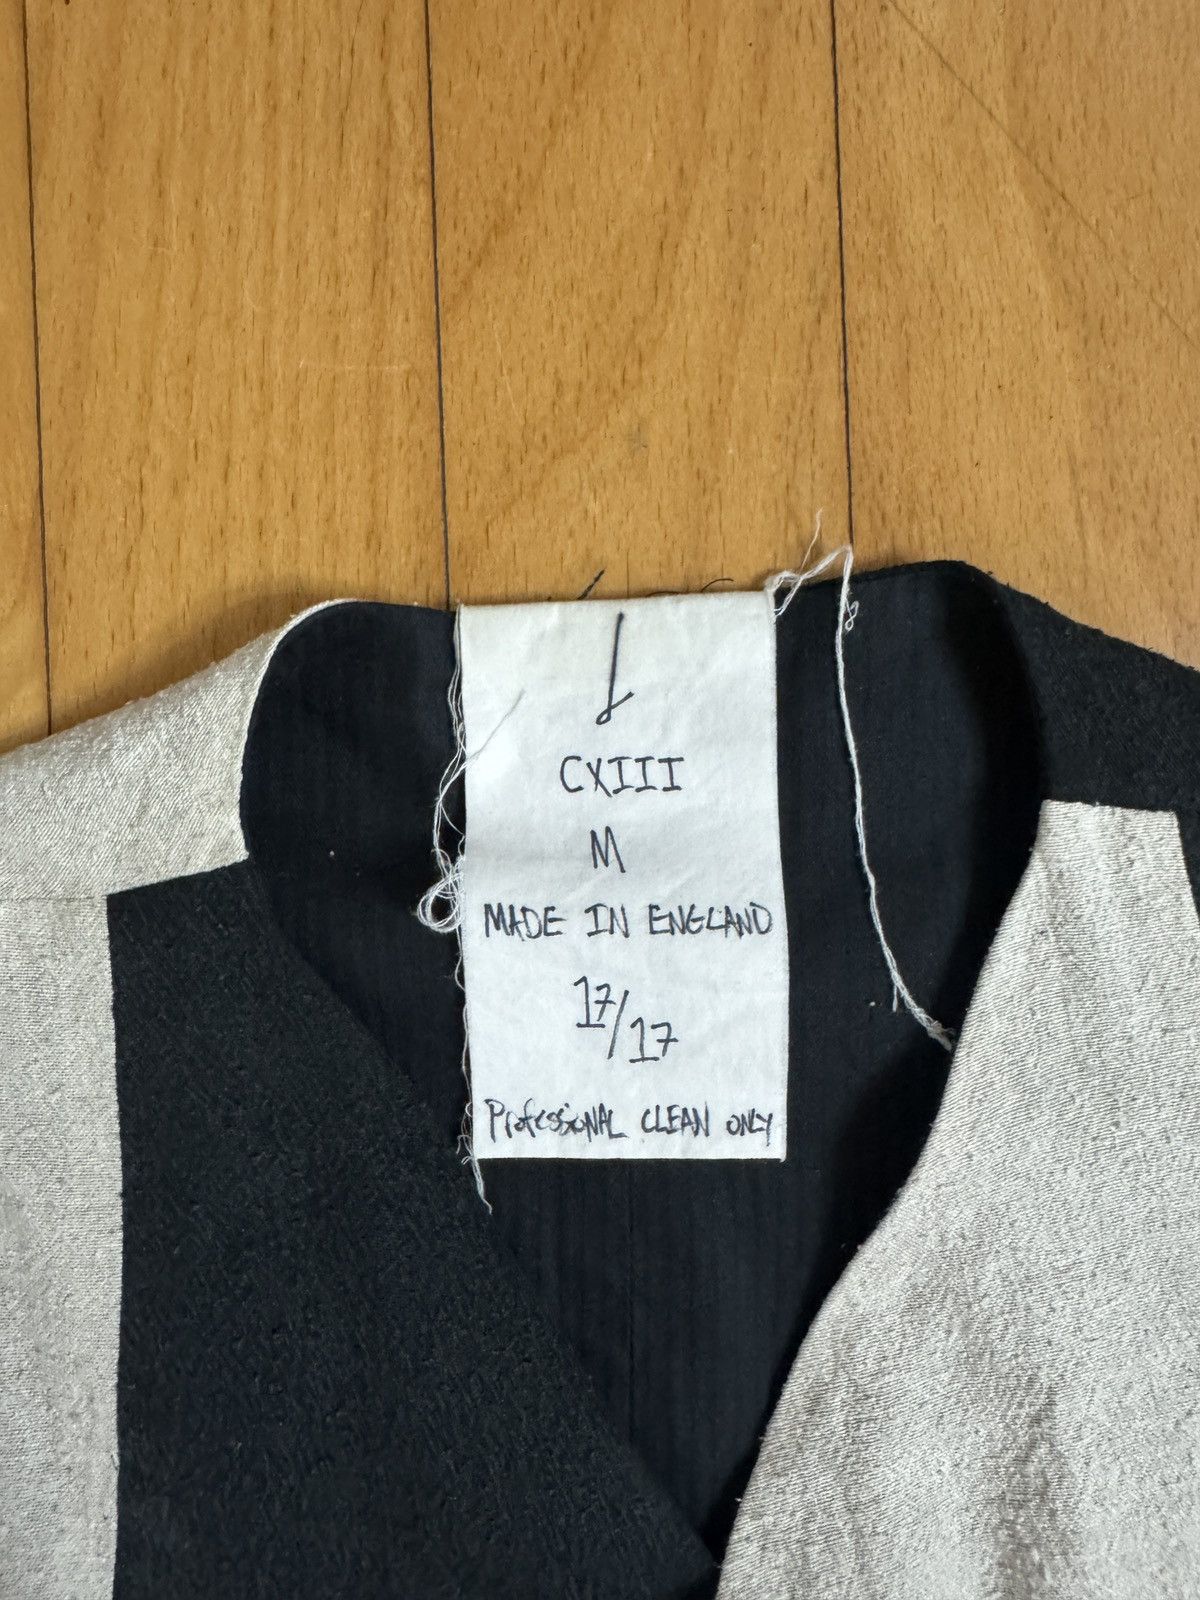 CXIII
M
MADE IN ENGLAND
17/17
Professional CLEAN ONLY